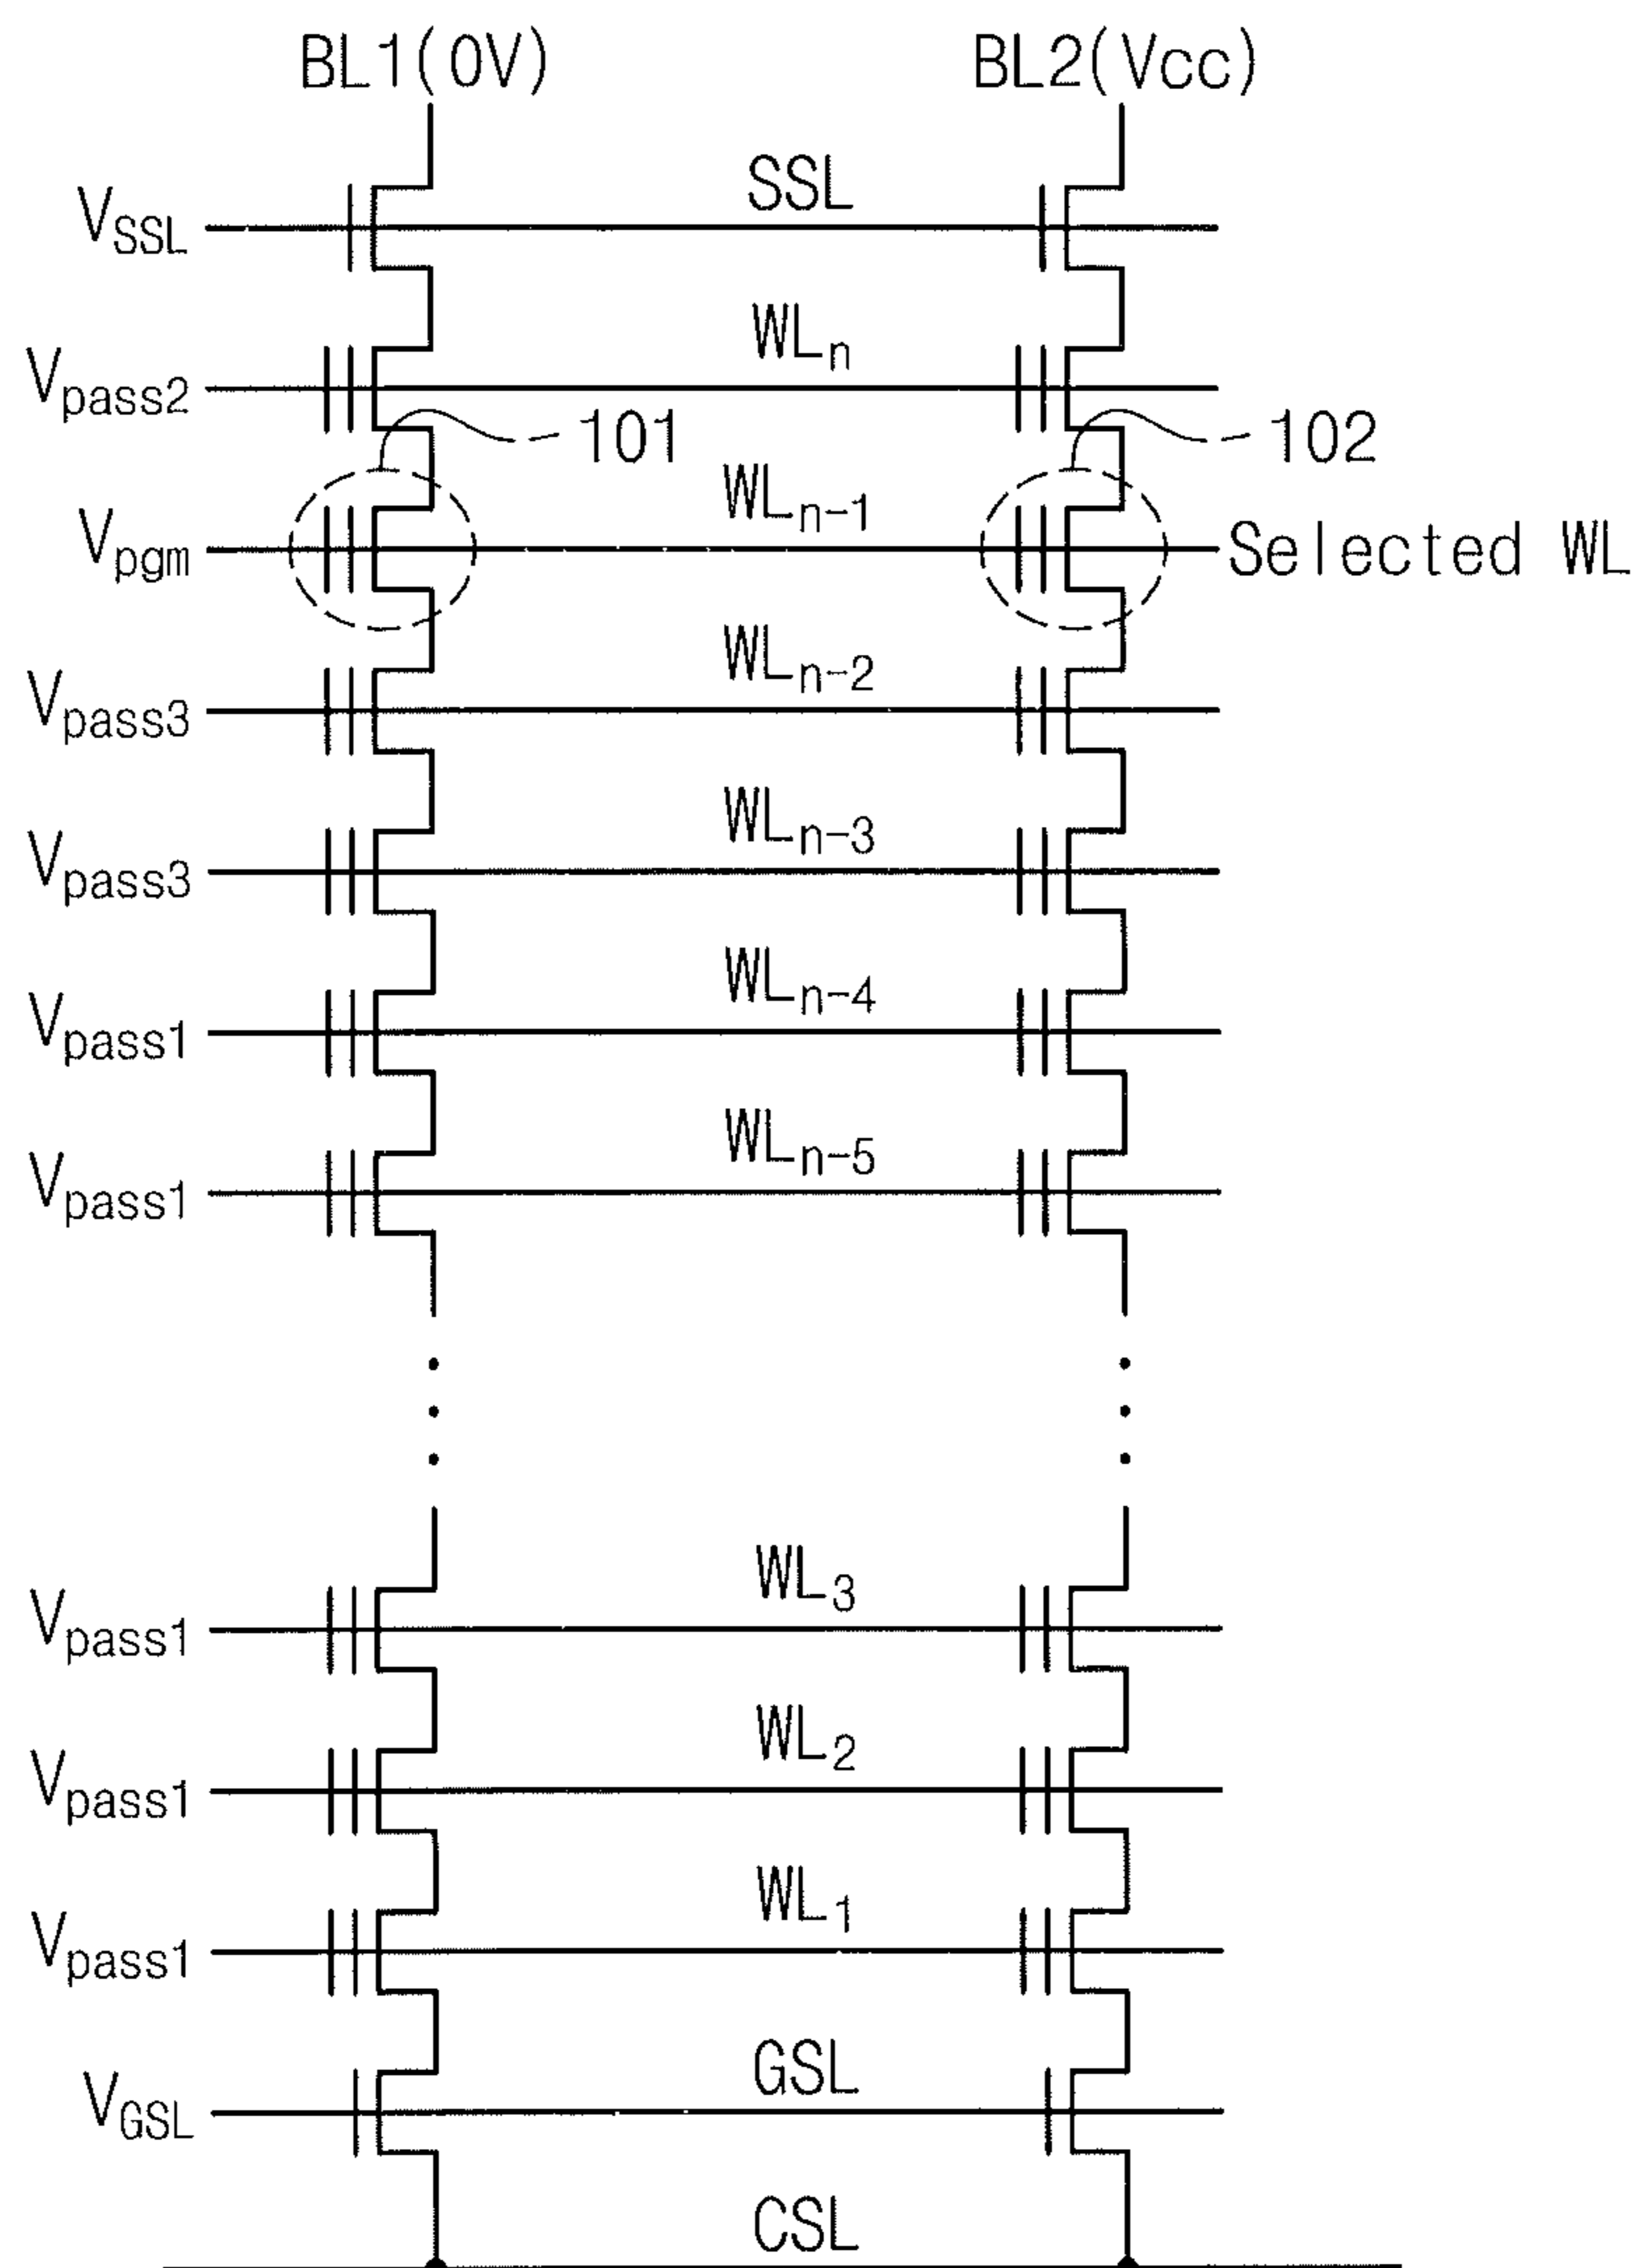 BL1(0V) BL2(Vcc)
VSSL SSL
Vpass2 WLn
101 102
Vpgm WLn-1 Selected WL
Vpass3 WLn-2
Vpass3 WLn-3
Vpass1 WLn-4
Vpass1 WLn-5
Vpass1 WL3
Vpass1 WL2
Vpass1 WL1
VGSL GSL
CSL